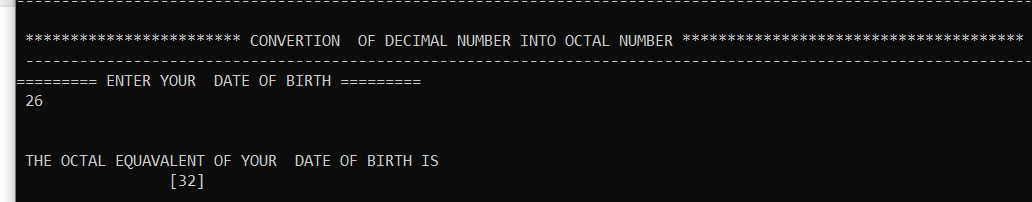 ------------------------------------------------------------------------------------------------------------------
************************ CONVERTION  OF DECIMAL NUMBER INTO OCTAL NUMBER **************************************
------------------------------------------------------------------------------------------------------------------
========= ENTER YOUR  DATE OF BIRTH =========
26
THE OCTAL EQUAVALENT OF YOUR  DATE OF BIRTH IS
[32]